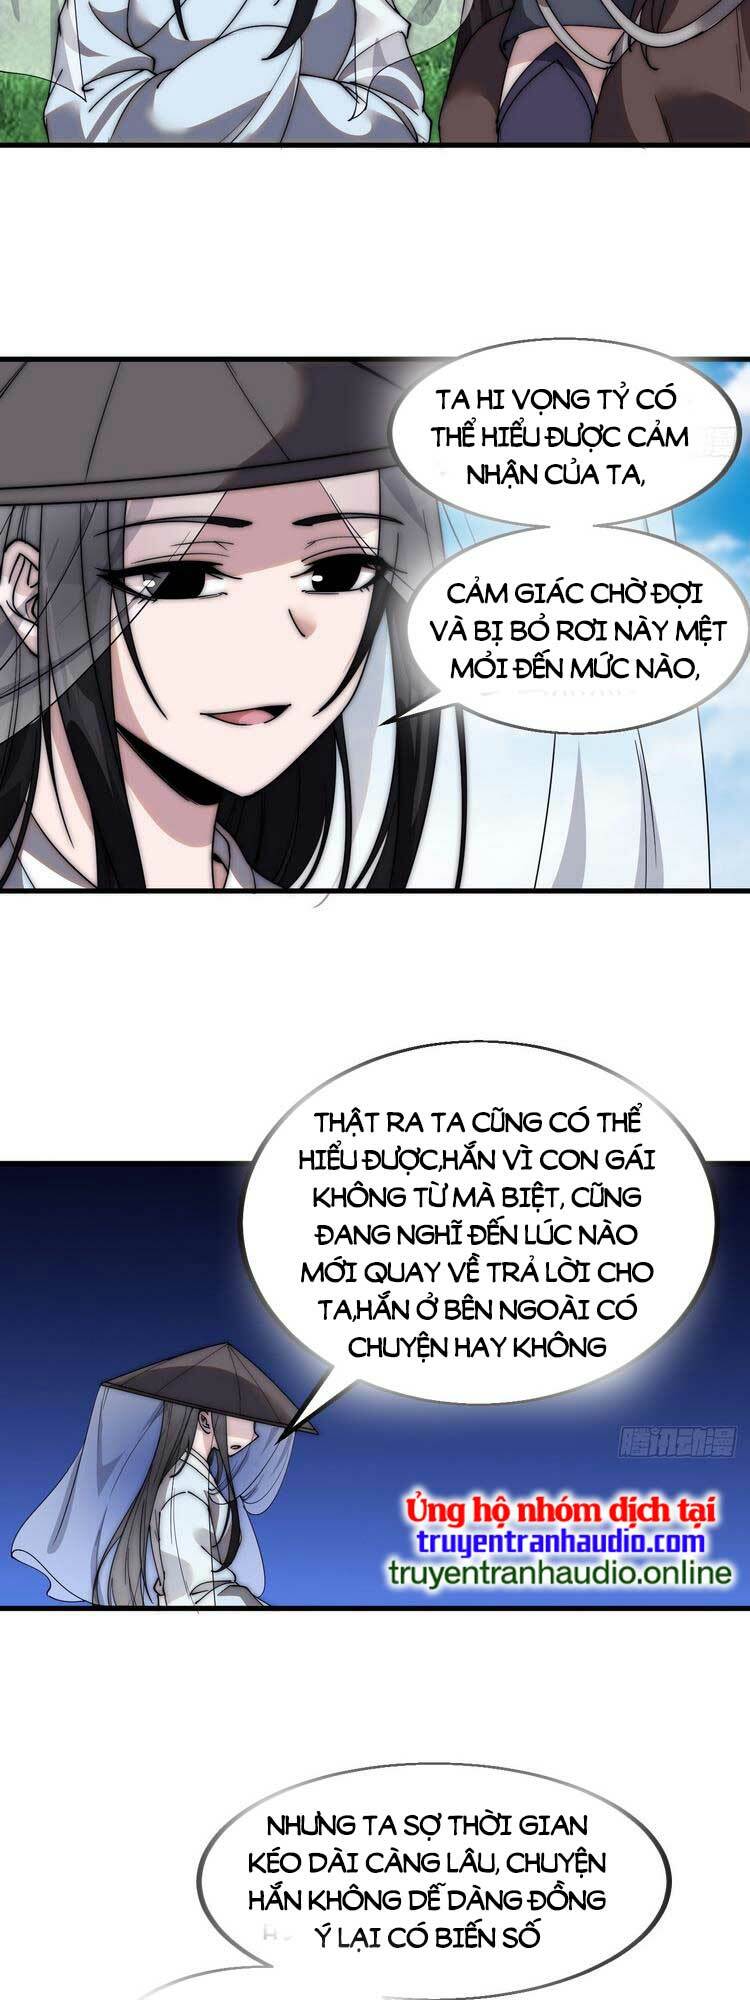 TA HI VỌNG TỶ CÓ
THỂ HIỂU ĐƯỢC CẢM
NHẬN CỦA TA,
CẢM GIÁC CHỜ ĐỢI
VÀ BỊ BỎ RƠI NÀY MỆT
MỎI ĐẾN MỨC NÀO,
THẬT RA TA CŨNG CÓ THỂ
HIỂU ĐƯỢC,HẮN VÌ CON GÁI
KHÔNG TỪ MÀ BIỆT, CŨNG
ĐANG NGHĨ ĐẾN LÚC NÀO
MỚI QUAY VỀ TRẢ LỜI CHO
TA,HẮN Ở BÊN NGOÀI CÓ
CHUYỆN HAY KHÔNG
腾讯动漫
Ủng hộ nhóm dịch tại
truyentranhaudio.com
truyentranhaudio.online
NHƯNG TA SỢ THỜI GIAN
KÉO DÀI CÀNG LÂU, CHUYỆN
HẮN KHÔNG DỄ DÀNG ĐỒNG
Ý LẠI CÓ BIẾN SỐ